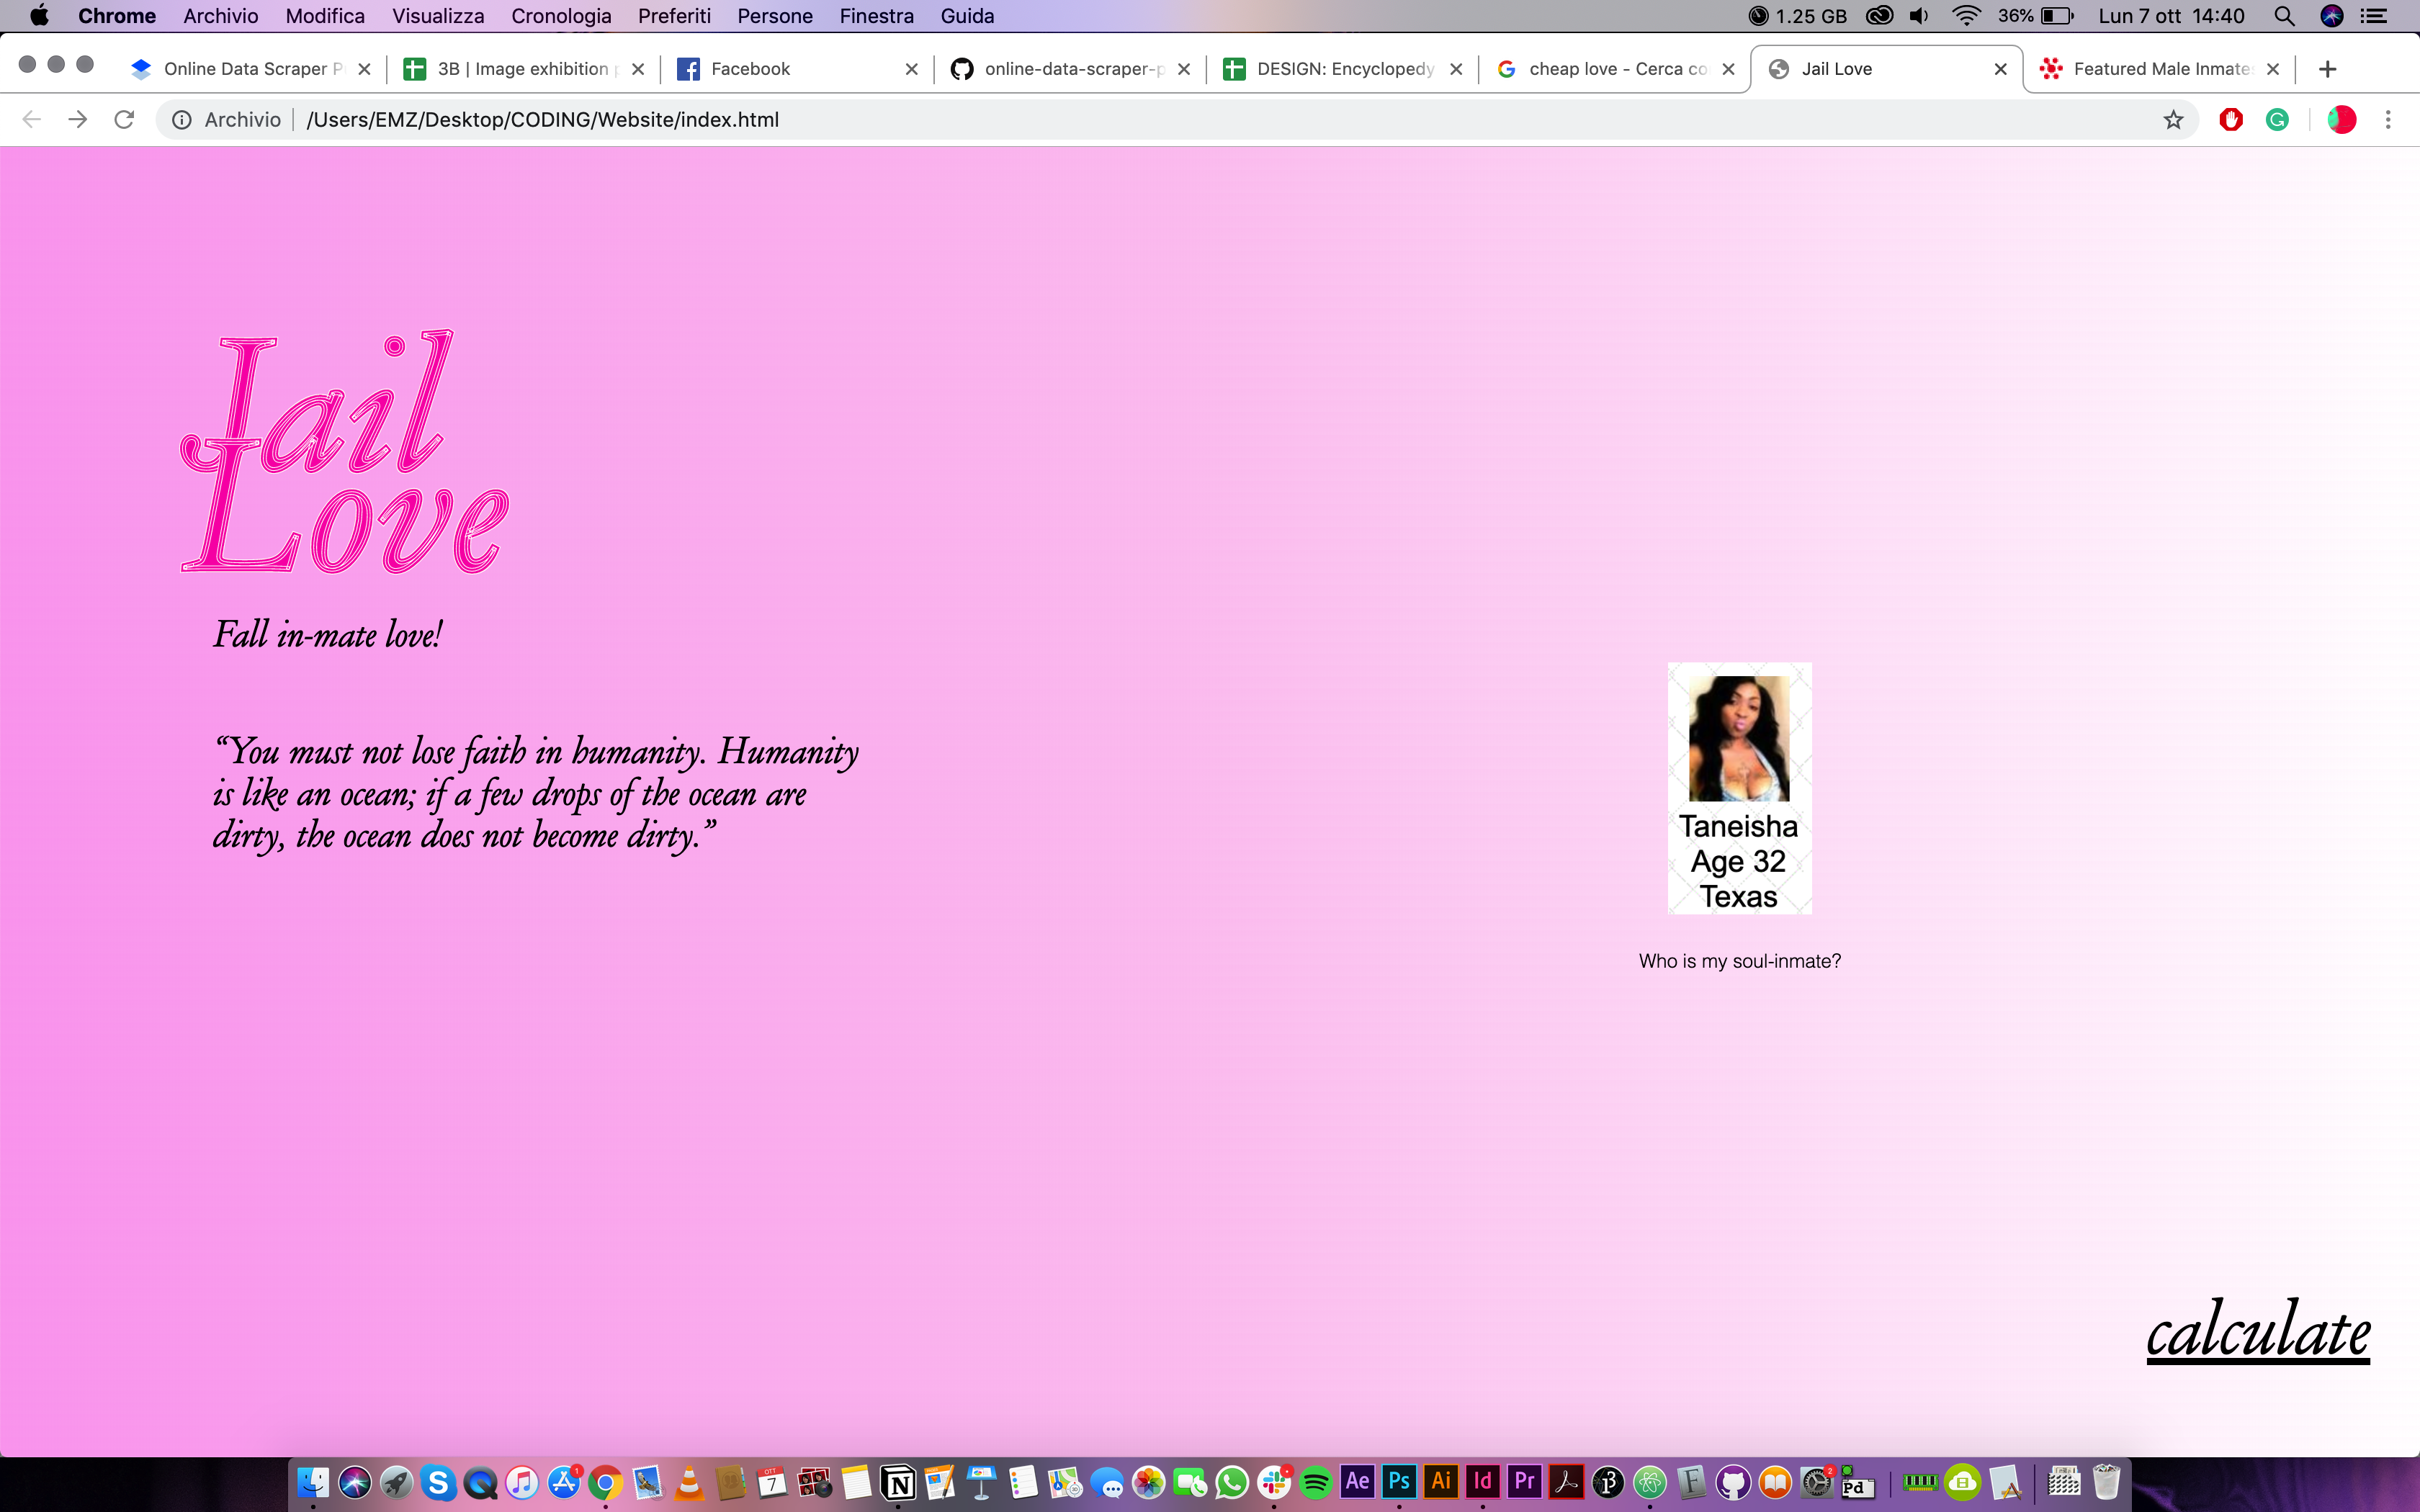 Chrome Archivio Modifica Visualizza Cronologia Preferiti Persone Finestra Guida 1.25 GB 36% Lun 7 ott 14:40
Online Data Scraper P 3B | Image exhibition p Facebook online-data-scraper-p DESIGN: Encyclopedy cheap love - Cerca co Jail Love Featured Male Inmate
Archivio /Users/EMZ/Desktop/CODING/Website/index.html
Jail
Love
Fall in-mate love!
“You must not lose faith in humanity. Humanity
is like an ocean; if a few drops of the ocean are
dirty, the ocean does not become dirty.”
Taneisha
Age 32
Texas
Who is my soul-inmate?
calculate
OTT 7 Ae Ps Ai Id Pr Pd